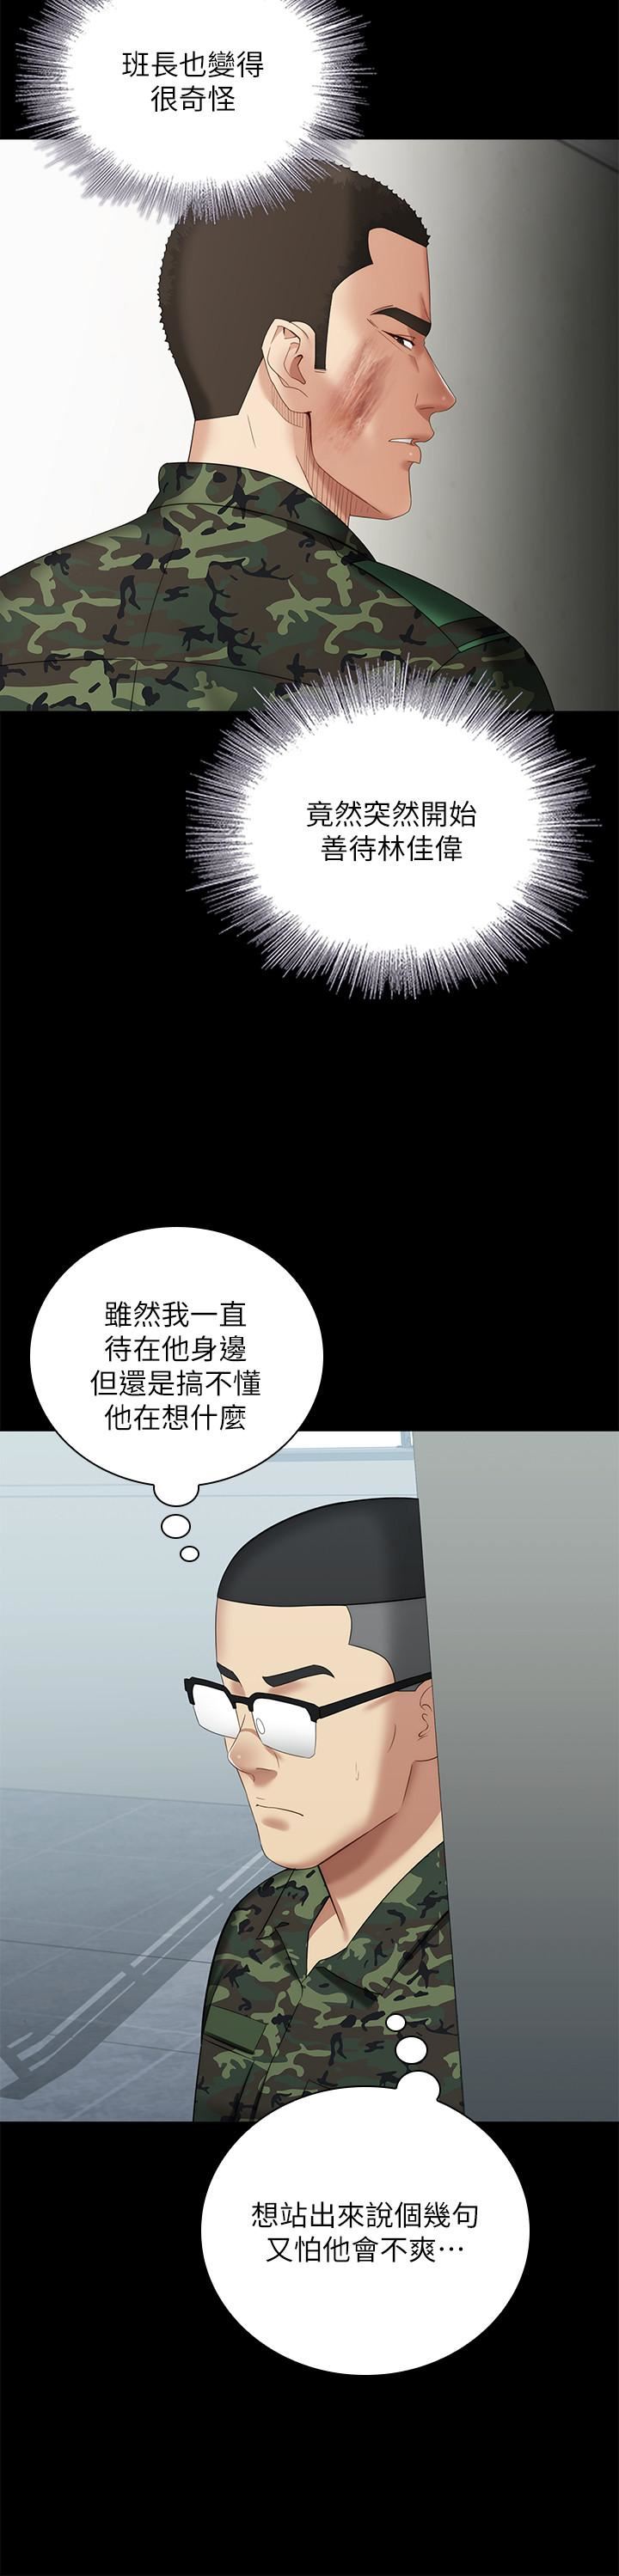 班長也變得
很奇怪
竟然突然開始
善待林佳偉
雖然我一直
待在他身邊
但還是搞不懂
他在想什麼
想站出來說個幾句
又怕他會不爽⋯